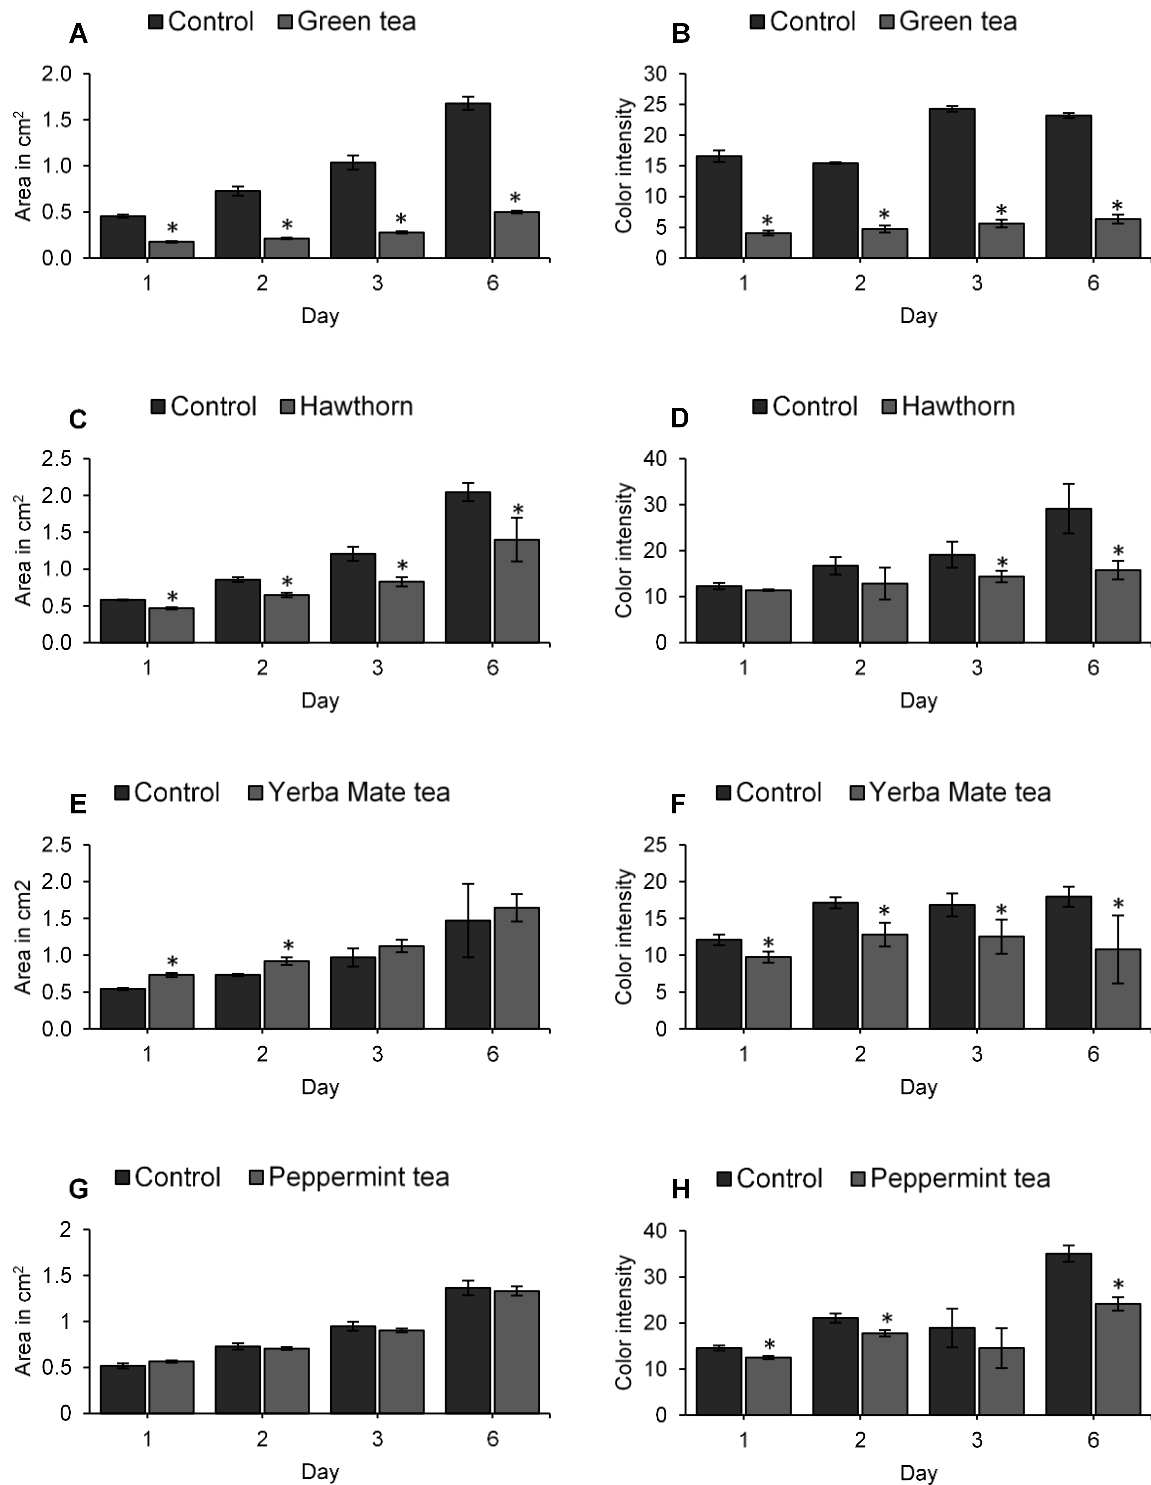 A
Control Green tea
2.0
1.5
1.0
0.5
0.0
Area in cm²
* * * *
1 2 3 6
Day
B
Control Green tea
30
25
20
15
10
5
0
Color intensity
* * * *
1 2 3 6
Day
C
Control Hawthorn
2.5
2.0
1.5
1.0
0.5
0.0
Area in cm²
* * * *
1 2 3 6
Day
D
Control Hawthorn
40
30
20
10
0
Color intensity
* *
1 2 3 6
Day
E
Control Yerba Mate tea
2.5
2.0
1.5
1.0
0.5
0.0
Area in cm2
* *
1 2 3 6
Day
F
Control Yerba Mate tea
25
20
15
10
5
0
Color intensity
* * * *
1 2 3 6
Day
G
Control Peppermint tea
2
1.5
1
0.5
0
Area in cm²
1 2 3 6
Day
H
Control Peppermint tea
40
30
20
10
0
Color intensity
* * *
1 2 3 6
Day